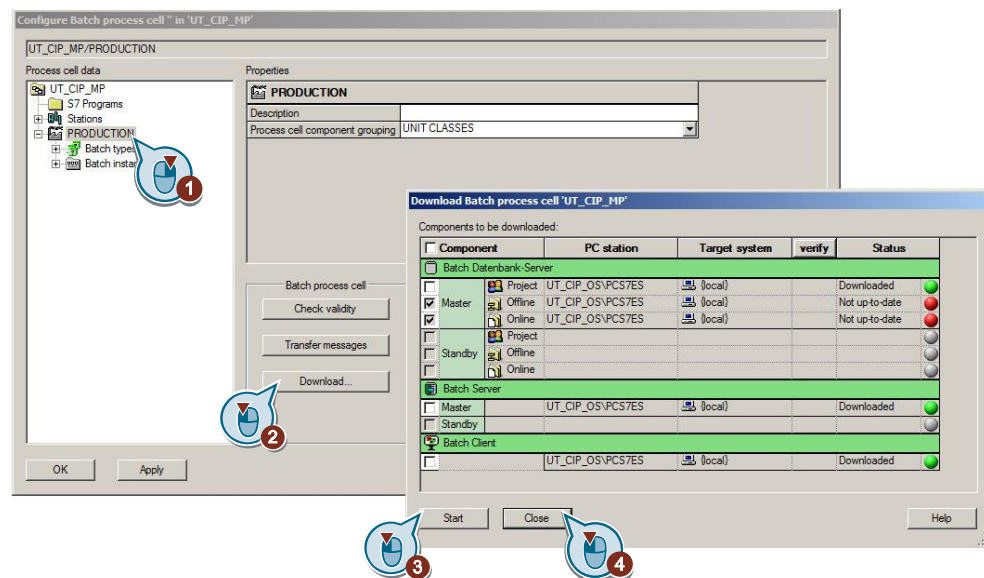 Configure Batch process cell '' in 'UT_CIP_MP'
UT_CIP_MP/PRODUCTION
Process cell data
Properties
UT_CIP_MP
S7 Programs
Stations
PRODUCTION
Batch types
Batch instan
1
PRODUCTION
Description
Process cell component grouping UNIT CLASSES
Batch process cell
Check validity
Transfer messages
Download...
2
OK Apply
Download Batch process cell 'UT_CIP_MP'
Components to be downloaded:
Component PC station Target system verify Status
Batch Datenbank-Server
Project UT_CIP_OS\PCS7ES (local) Downloaded
Master Offline UT_CIP_OS\PCS7ES (local) Not up-to-date
Online UT_CIP_OS\PCS7ES (local) Not up-to-date
Project
Standby Offline
Online
Batch Server
Master UT_CIP_OS\PCS7ES (local) Downloaded
Standby
Batch Client
UT_CIP_OS\PCS7ES (local) Downloaded
Start Close Help
3 4